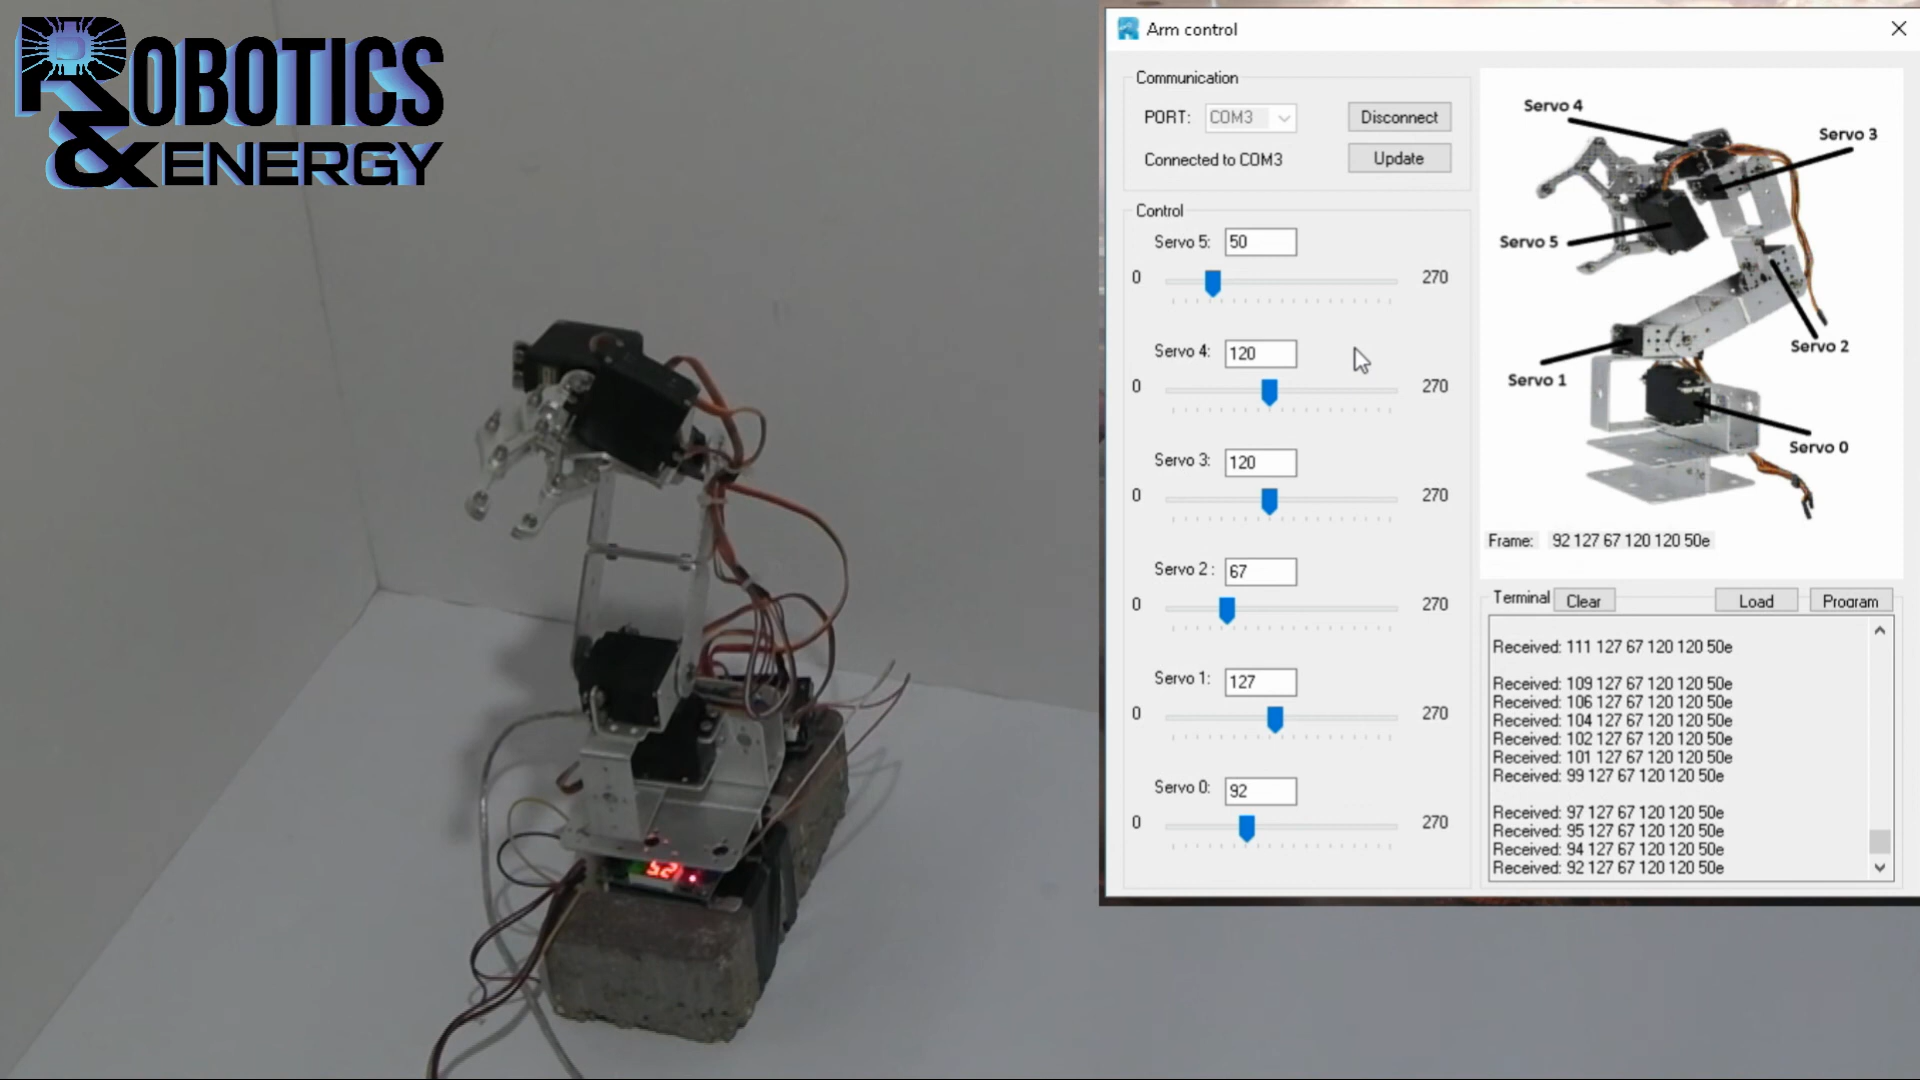 ROBOTICS
& ENERGY
Arm control
Communication
PORT: COM3 Disconnect
Connected to COM3 Update
Control
Servo 5: 50
0 270
Servo 4: 120
0 270
Servo 3: 120
0 270
Servo 2 : 67
0 270
Servo 1: 127
0 270
Servo 0: 92
0 270
Servo 4
Servo 3
Servo 5
Servo 2
Servo 1
Servo 0
Frame: 92 127 67 120 120 50e
Terminal Clear Load Program
Received: 111 127 67 120 120 50e
Received: 109 127 67 120 120 50e
Received: 106 127 67 120 120 50e
Received: 104 127 67 120 120 50e
Received: 102 127 67 120 120 50e
Received: 101 127 67 120 120 50e
Received: 99 127 67 120 120 50e
Received: 97 127 67 120 120 50e
Received: 95 127 67 120 120 50e
Received: 94 127 67 120 120 50e
Received: 92 127 67 120 120 50e
5.2